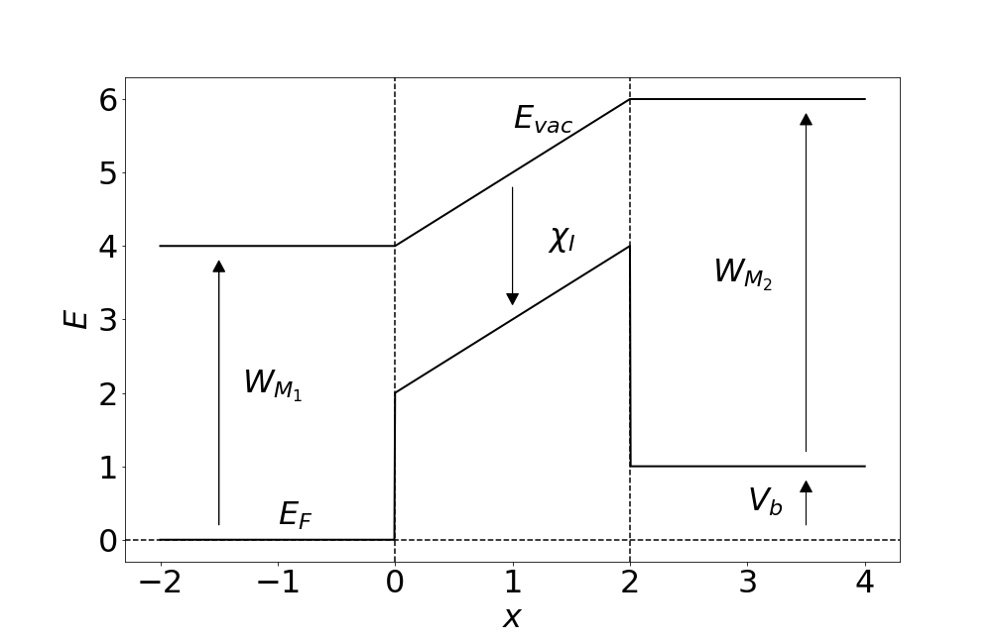 6
E_vac
5
χ_I
4
W_M₂
E
3
W_M₁
2
1
V_b
E_F
0
−2 −1 0 1 2 3 4
x